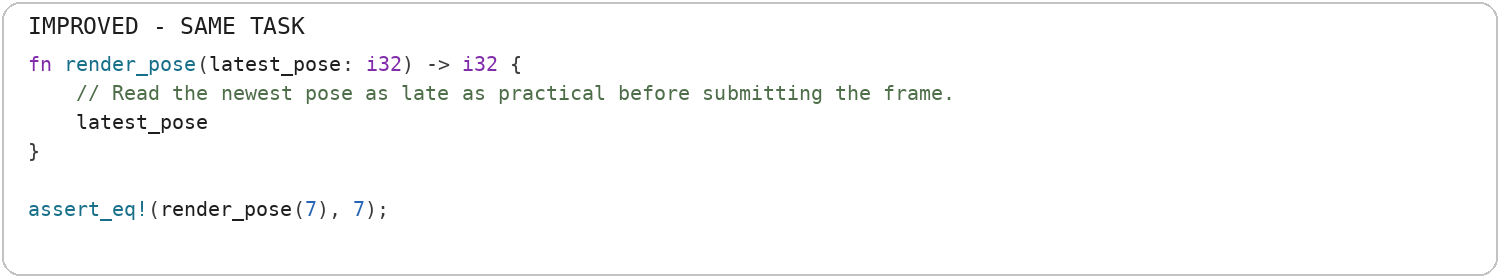 IMPROVED - SAME TASK
fn render_pose(latest_pose: i32) -> i32 {
    // Read the newest pose as late as practical before submitting the frame.
    latest_pose
}

assert_eq!(render_pose(7), 7);